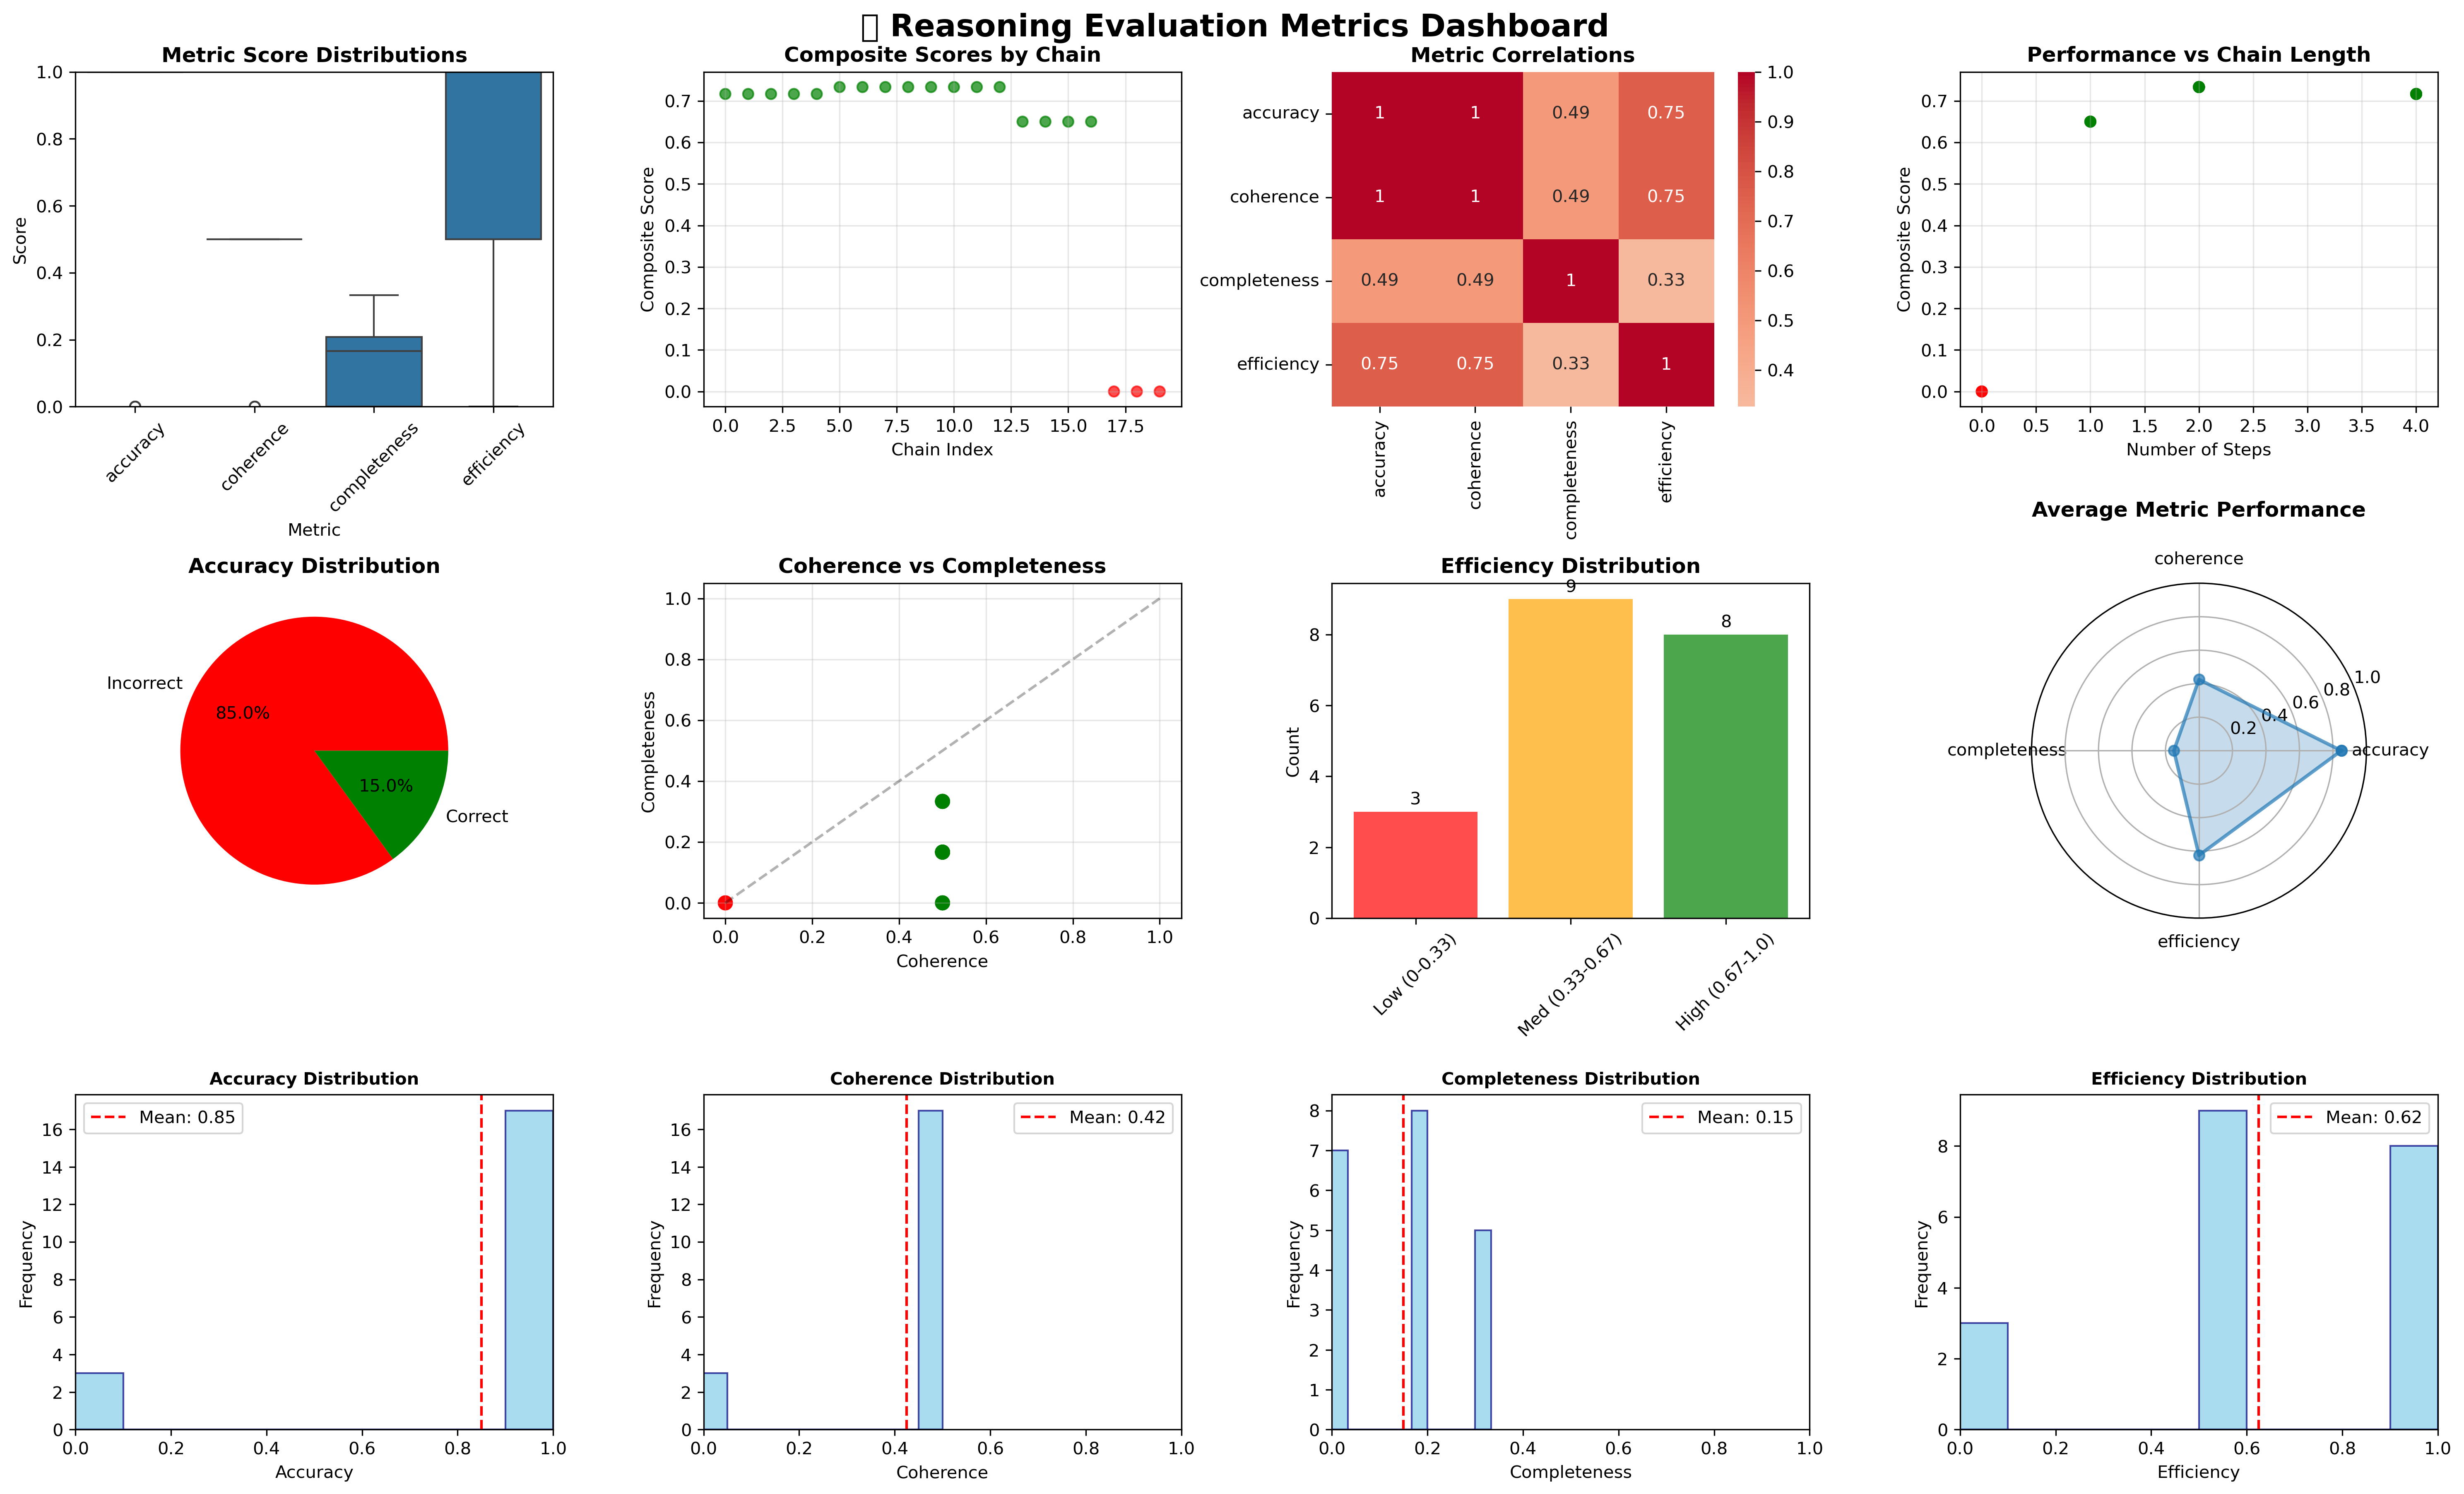 Reasoning Evaluation Metrics Dashboard
Metric Score Distributions
1.0
0.8
0.6
0.4
0.2
0.0
Score
accuracy
coherence
completeness
efficiency
Metric
Composite Scores by Chain
0.7
0.6
0.5
0.4
0.3
0.2
0.1
0.0
Composite Score
0.0 2.5 5.0 7.5 10.0 12.5 15.0 17.5
Chain Index
Metric Correlations
accuracy 1 1 0.49 0.75
coherence 1 1 0.49 0.75
completeness 0.49 0.49 1 0.33
efficiency 0.75 0.75 0.33 1
accuracy
coherence
completeness
efficiency
1.0
0.9
0.8
0.7
0.6
0.5
0.4
Performance vs Chain Length
0.7
0.6
0.5
0.4
0.3
0.2
0.1
0.0
Composite Score
0.0 0.5 1.0 1.5 2.0 2.5 3.0 3.5 4.0
Number of Steps
Accuracy Distribution
Incorrect
85.0%
15.0%
Correct
Coherence vs Completeness
1.0
0.8
0.6
0.4
0.2
0.0
Completeness
0.0 0.2 0.4 0.6 0.8 1.0
Coherence
Efficiency Distribution
8
6
4
2
0
Count
3
9
8
Low (0-0.33)
Med (0.33-0.67)
High (0.67-1.0)
Average Metric Performance
coherence
1.0
0.8
0.6
0.4
0.2
completeness
accuracy
efficiency
Accuracy Distribution
Mean: 0.85
16
14
12
10
8
6
4
2
0
Frequency
0.0 0.2 0.4 0.6 0.8 1.0
Accuracy
Coherence Distribution
Mean: 0.42
16
14
12
10
8
6
4
2
0
Frequency
0.0 0.2 0.4 0.6 0.8 1.0
Coherence
Completeness Distribution
Mean: 0.15
8
7
6
5
4
3
2
1
0
Frequency
0.0 0.2 0.4 0.6 0.8 1.0
Completeness
Efficiency Distribution
Mean: 0.62
8
6
4
2
0
Frequency
0.0 0.2 0.4 0.6 0.8 1.0
Efficiency